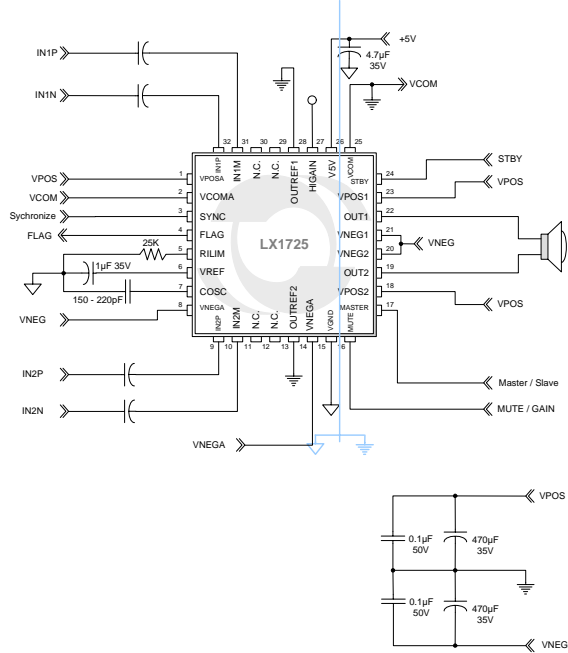 +5V
IN1P
4.7µF
35V
VCOM
IN1N
32 31 30 29 28 27 26 25
IN1P IN1M N.C. N.C. OUTREF1 HIGAIN V5V VCOM
VPOS 1 VPOSA
VCOM 2 VCOMA
Sychronize 3 SYNC
FLAG 4 FLAG
25K 5 RILIM
1µF 35V 6 VREF
150 - 220pF 7 COSC
VNEG 8 VNEGA
LX1725
STBY 24 STBY
VPOS1 23 VPOS
OUT1 22
VNEG1 21
VNEG
VNEG2 20
OUT2 19
VPOS2 18 VPOS
MASTER 17
IN2P IN2M N.C. N.C. OUTREF2 VNEGA VGND MUTE
9 10 11 12 13 14 15 16
IN2P
Master / Slave
IN2N
MUTE / GAIN
VNEGA
VPOS
0.1µF
50V
470µF
35V
0.1µF
50V
470µF
35V
VNEG